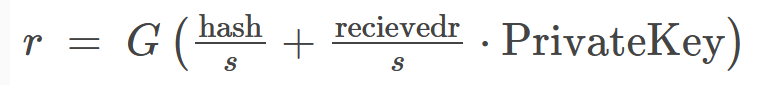 r = G(hash/s + recievedr/s · PrivateKey)